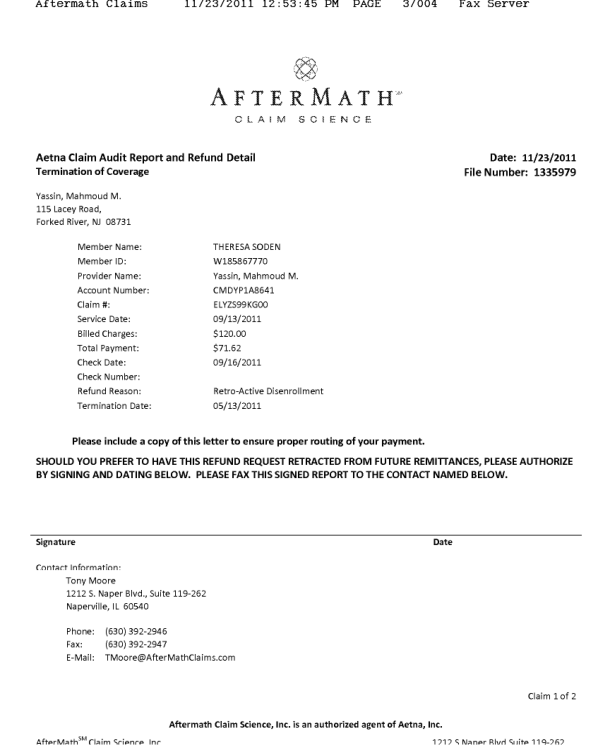 Aftermath Claims 11/23/2011 12:53:45 PM PAGE 3/004 Fax Server
AFTERMATH
CLAIM SCIENCE
Aetna Claim Audit Report and Refund Detail Date: 11/23/2011
Termination of Coverage File Number: 1335979
Yassin, Mahmoud M.
115 Lacey Road,
Forked River, NJ 08731
Member Name: THERESA SODEN
Member ID: W185867770
Provider Name: Yassin, Mahmoud M.
Account Number: CMDYP1A8641
Claim #: ELYZS99KG00
Service Date: 09/13/2011
Billed Charges: $120.00
Total Payment: $71.62
Check Date: 09/16/2011
Check Number:
Refund Reason: Retro-Active Disenrollment
Termination Date: 05/13/2011
Please include a copy of this letter to ensure proper routing of your payment.
SHOULD YOU PREFER TO HAVE THIS REFUND REQUEST RETRACTED FROM FUTURE REMITTANCES, PLEASE AUTHORIZE
BY SIGNING AND DATING BELOW. PLEASE FAX THIS SIGNED REPORT TO THE CONTACT NAMED BELOW.
Signature Date
Contact Information:
Tony Moore
1212 S. Naper Blvd., Suite 119-262
Naperville, IL 60540
Phone: (630) 392-2946
Fax: (630) 392-2947
E-Mail: TMoore@AfterMathClaims.com
Claim 1 of 2
Aftermath Claim Science, Inc. is an authorized agent of Aetna, Inc.
AfterMath℠ Claim Science, Inc. 1212 S Naper Blvd Suite 119-262